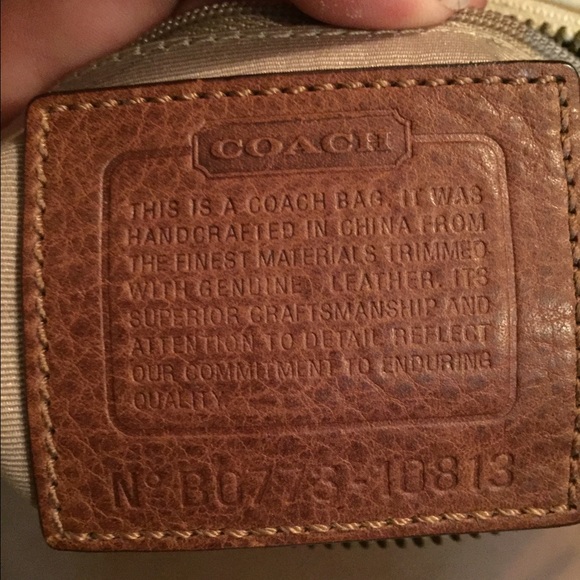 COACH
THIS IS A COACH BAG. IT WAS
HANDCRAFTED IN CHINA FROM
THE FINEST MATERIALS TRIMMED
WITH GENUINE LEATHER. ITS
SUPERIOR CRAFTSMANSHIP AND
ATTENTION TO DETAIL REFLECT
OUR COMMITMENT TO ENDURING
QUALITY.
Nº B0773-10813